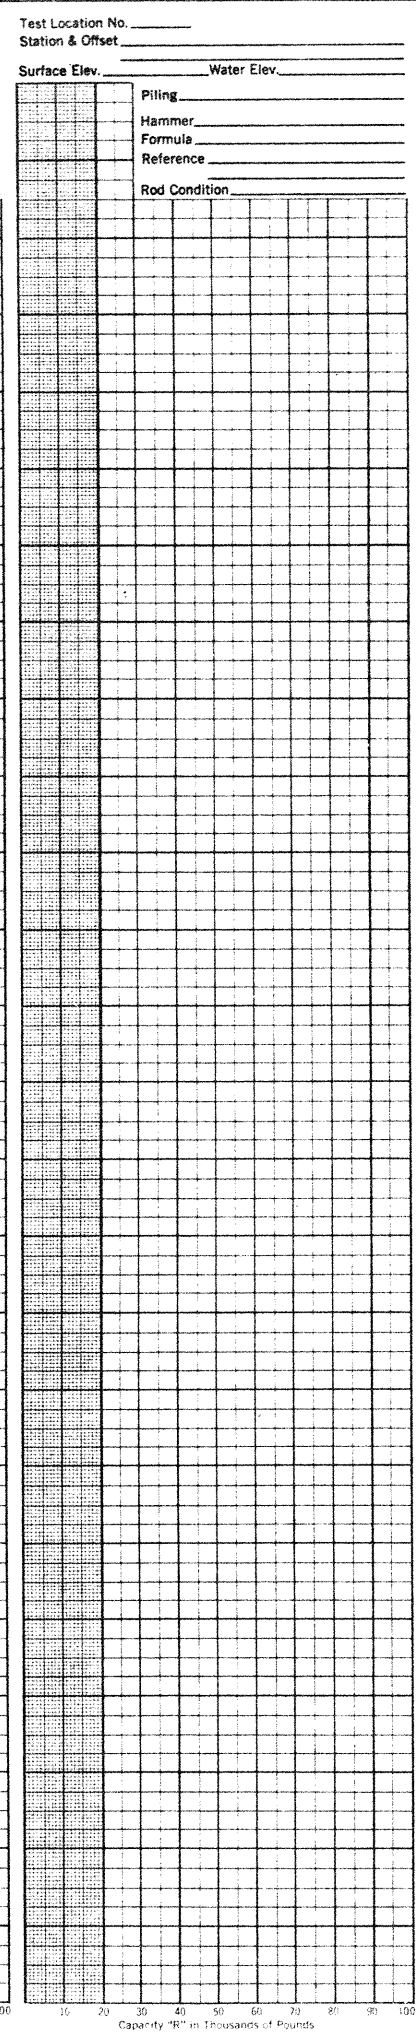 Test Location No.
Station & Offset
Surface Elev. Water Elev.
Piling
Hammer
Formula
Reference
Rod Condition
00 10 20 30 40 50 60 70 80 90 100
Capacity "R" in Thousands of Pounds